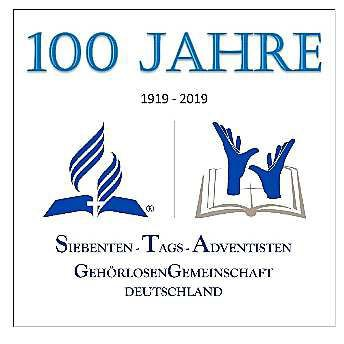 100 JAHRE
1919 - 2019
®
SIEBENTEN - TAGS - ADVENTISTEN
GEHÖRLOSENGEMEINSCHAFT
DEUTSCHLAND